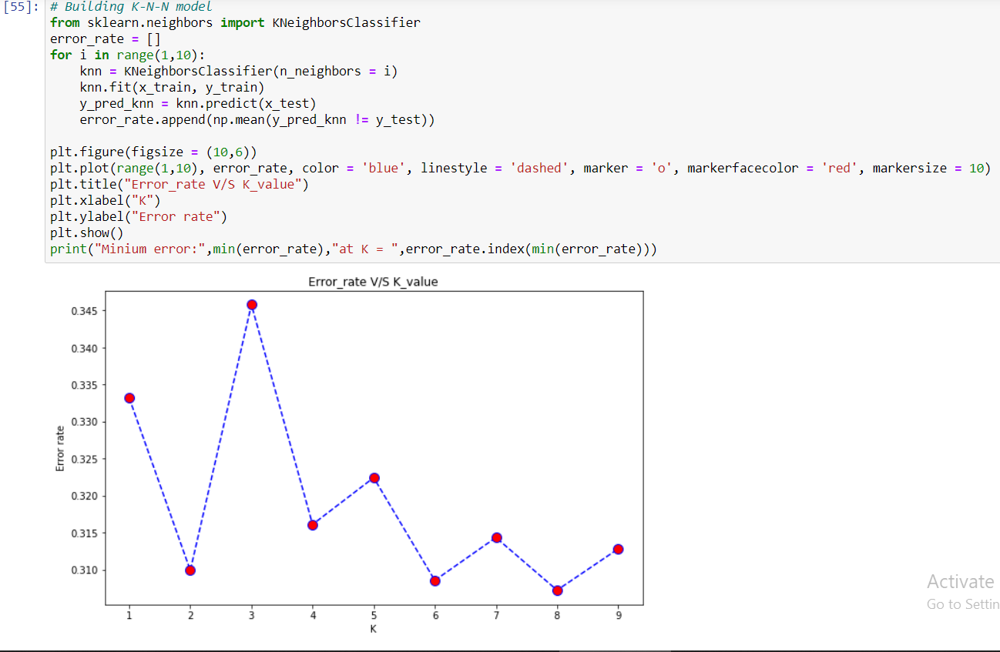 [55]: # Building K-N-N model
from sklearn.neighbors import KNeighborsClassifier
error_rate = []
for i in range(1,10):
    knn = KNeighborsClassifier(n_neighbors = i)
    knn.fit(x_train, y_train)
    y_pred_knn = knn.predict(x_test)
    error_rate.append(np.mean(y_pred_knn != y_test))
plt.figure(figsize = (10,6))
plt.plot(range(1,10), error_rate, color = 'blue', linestyle = 'dashed', marker = 'o', markerfacecolor = 'red', markersize = 10)
plt.title("Error_rate V/S K_value")
plt.xlabel("K")
plt.ylabel("Error rate")
plt.show()
print("Minium error:",min(error_rate),"at K = ",error_rate.index(min(error_rate)))
Error_rate V/S K_value
0.345
0.340
0.335
0.330
0.325
0.320
0.315
0.310
Error rate
1 2 3 4 5 6 7 8 9
K
Activate
Go to Settin